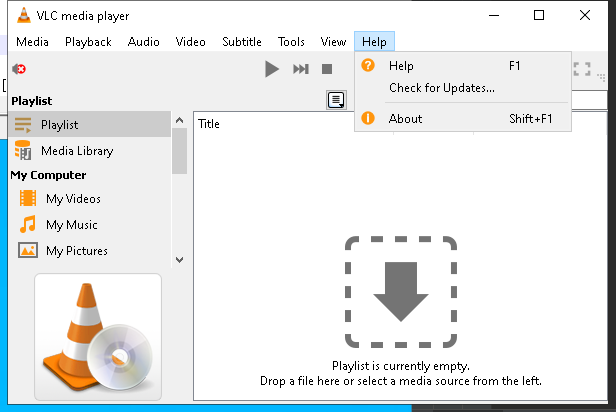 VLC media player
Media Playback Audio Video Subtitle Tools View Help
Help F1
Check for Updates...
About Shift+F1
Playlist
Playlist
Media Library
My Computer
My Videos
My Music
My Pictures
Title
Playlist is currently empty.
Drop a file here or select a media source from the left.